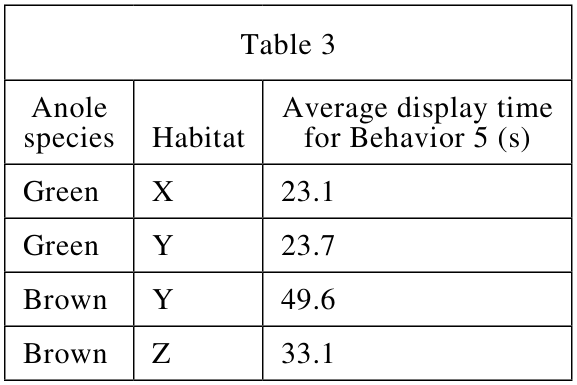 Table 3
Anole species
Habitat
Average display time for Behavior 5 (s)
Green X 23.1
Green Y 23.7
Brown Y 49.6
Brown Z 33.1